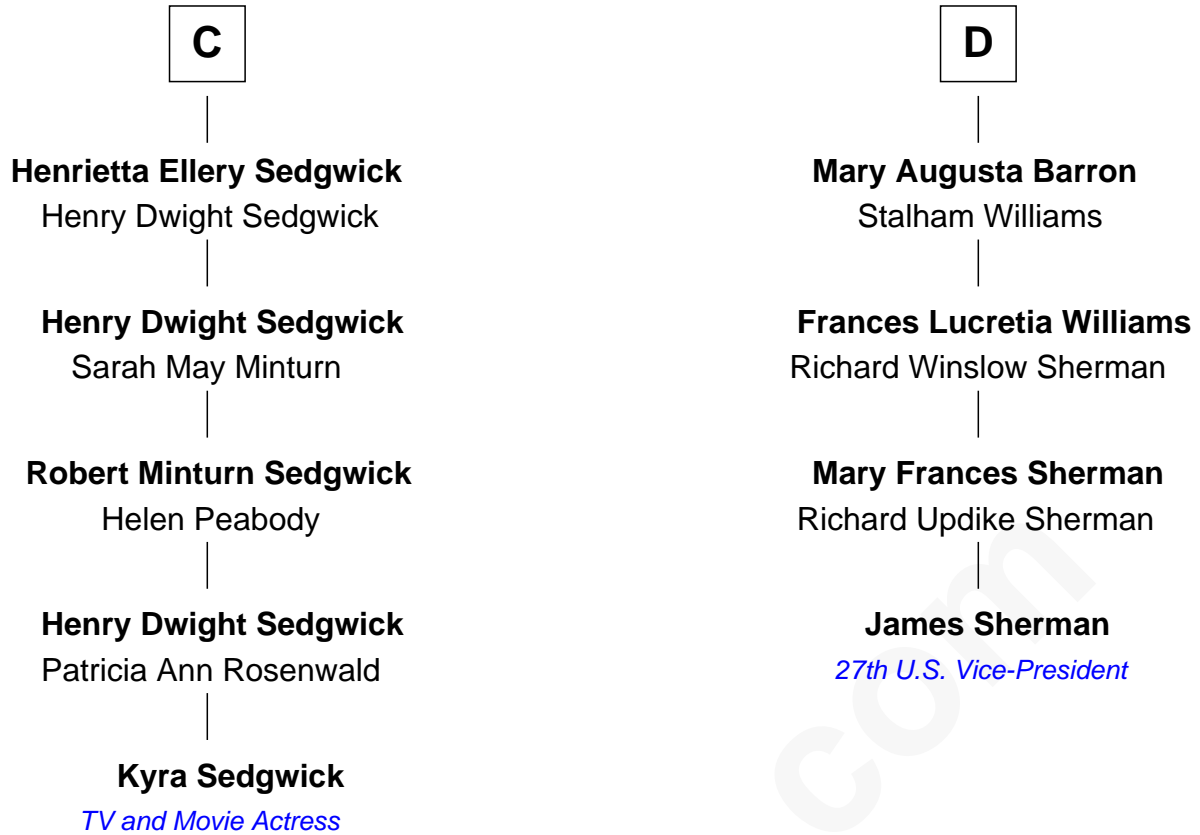 C
Henrietta Ellery Sedgwick
Henry Dwight Sedgwick
Henry Dwight Sedgwick
Sarah May Minturn
Robert Minturn Sedgwick
Helen Peabody
Henry Dwight Sedgwick
Patricia Ann Rosenwald
Kyra Sedgwick
TV and Movie Actress
D
Mary Augusta Barron
Stalham Williams
Frances Lucretia Williams
Richard Winslow Sherman
Mary Frances Sherman
Richard Updike Sherman
James Sherman
27th U.S. Vice-President
com